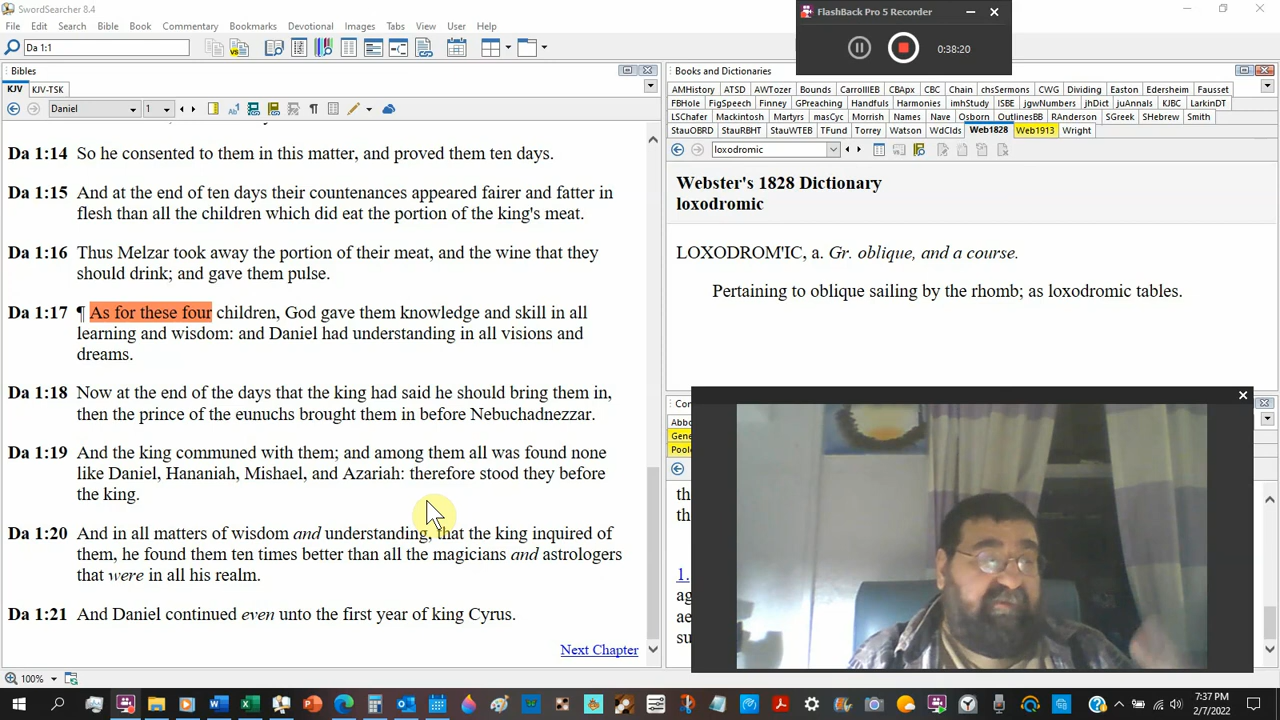 SwordSearcher 8.4
File Edit Search Bible Book Commentary Bookmarks Devotional Images Tabs View User Help
Da 1:1
FlashBack Pro 5 Recorder
0:38:20
Bibles
KJV KJV-TSK
Daniel 1
Da 1:14 So he consented to them in this matter, and proved them ten days.
Da 1:15 And at the end of ten days their countenances appeared fairer and fatter in
flesh than all the children which did eat the portion of the king's meat.
Da 1:16 Thus Melzar took away the portion of their meat, and the wine that they
should drink; and gave them pulse.
Da 1:17 ¶ As for these four children, God gave them knowledge and skill in all
learning and wisdom: and Daniel had understanding in all visions and
dreams.
Da 1:18 Now at the end of the days that the king had said he should bring them in,
then the prince of the eunuchs brought them in before Nebuchadnezzar.
Da 1:19 And the king communed with them; and among them all was found none
like Daniel, Hananiah, Mishael, and Azariah: therefore stood they before
the king.
Da 1:20 And in all matters of wisdom and understanding, that the king inquired of
them, he found them ten times better than all the magicians and astrologers
that were in all his realm.
Da 1:21 And Daniel continued even unto the first year of king Cyrus.
Next Chapter
100%
Books and Dictionaries
AMHistory ATSD AWTozer Bounds CarrollEB CBApx CBC Chain chsSermons CWG Dividing Easton Edersheim Fausset
FBHole FigSpeech Finney GPreaching Handfuls Harmonies imhStudy ISBE jgwNumbers jhDict juAnnals KJBC LarkinDT
LSChafer Mackintosh Martyrs masCyc Morrish Names Nave Osborn OutlinesBB RAnderson SGreek SHebrew Smith
StauOBRD StauRBHT StauWTEB TFund Torrey Watson WdClds Web1828 Web1913 Wright
loxodromic
Webster's 1828 Dictionary
loxodromic
LOXODROM'IC, a. Gr. oblique, and a course.
Pertaining to oblique sailing by the rhomb; as loxodromic tables.
Con
Abbo
Gene
Poole
th
th
1.
ag
ae
su
7:37 PM
2/7/2022